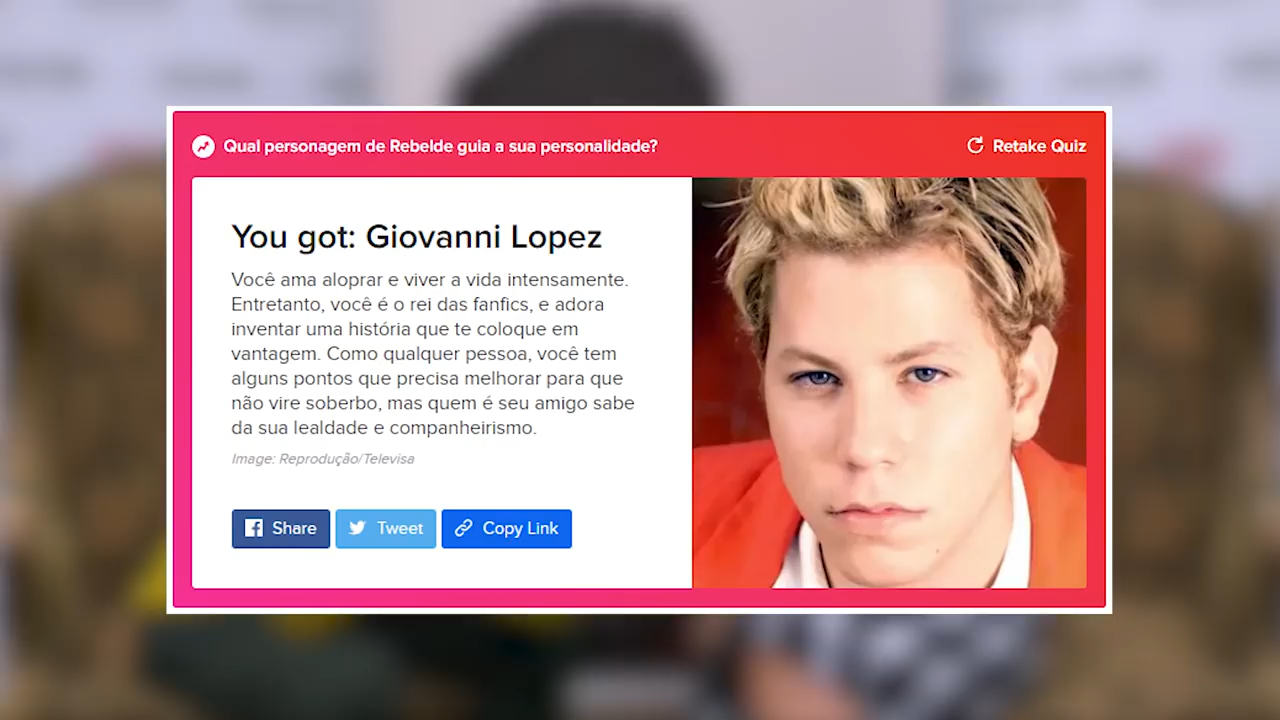 Qual personagem de Rebelde guia a sua personalidade?
Retake Quiz
You got: Giovanni Lopez
Você ama aloprar e viver a vida intensamente.
Entretanto, você é o rei das fanfics, e adora
inventar uma história que te coloque em
vantagem. Como qualquer pessoa, você tem
alguns pontos que precisa melhorar para que
não vire soberbo, mas quem é seu amigo sabe
da sua lealdade e companheirismo.
Image: Reprodução/Televisa
Share
Tweet
Copy Link